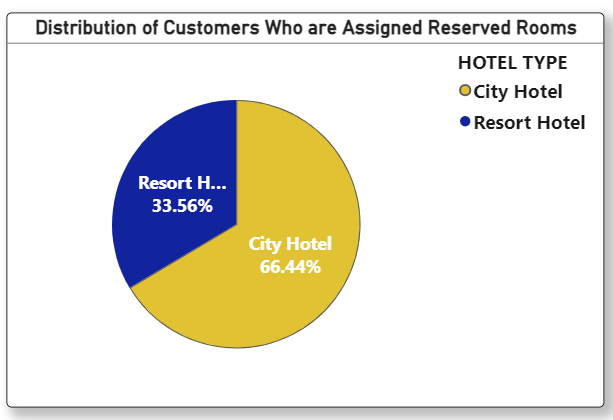 Distribution of Customers Who are Assigned Reserved Rooms
HOTEL TYPE
City Hotel
Resort Hotel
Resort H...
33.56%
City Hotel
66.44%